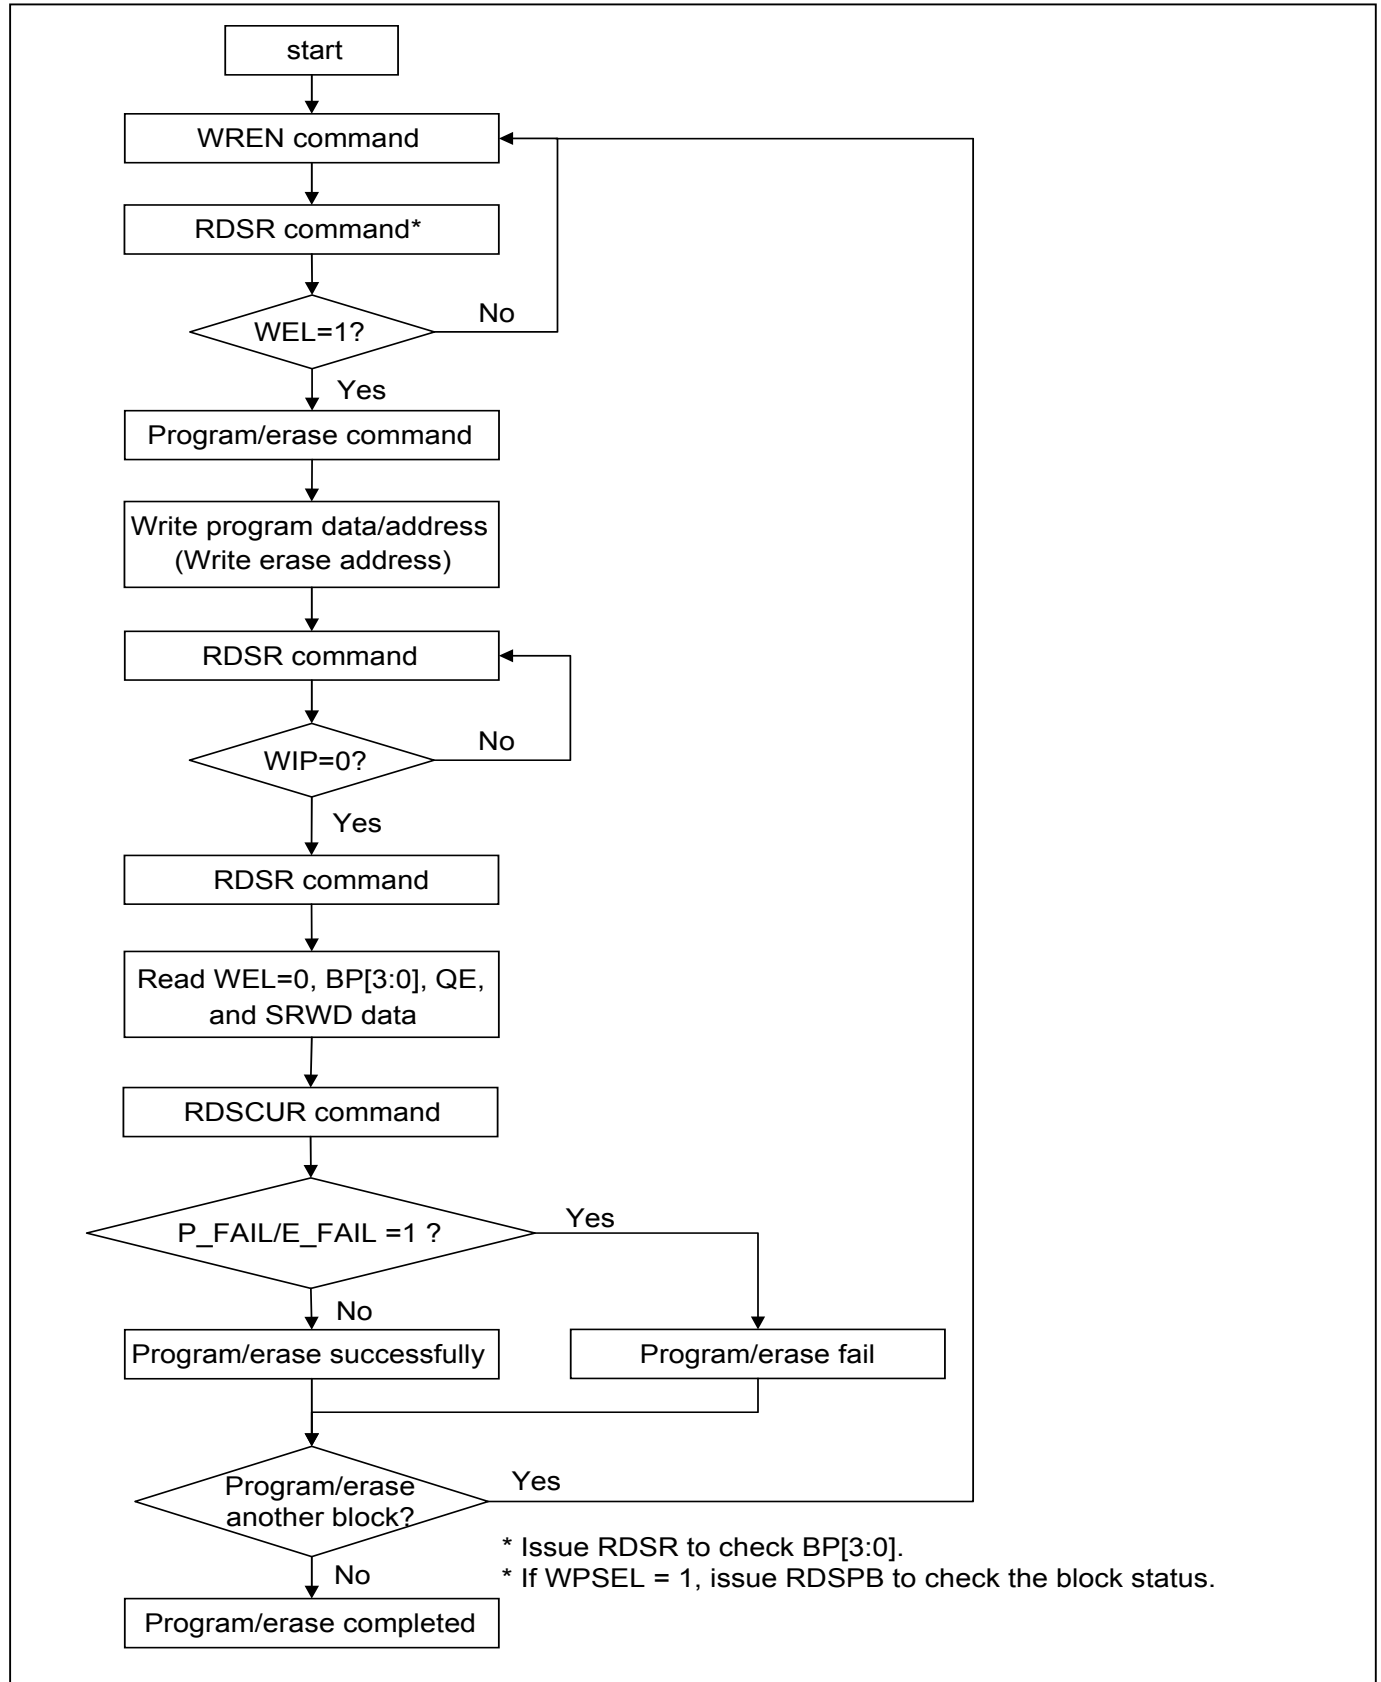 start
WREN command
RDSR command*
WEL=1?
No
Yes
Program/erase command
Write program data/address
(Write erase address)
RDSR command
WIP=0?
No
Yes
RDSR command
Read WEL=0, BP[3:0], QE,
and SRWD data
RDSCUR command
P_FAIL/E_FAIL =1 ?
Yes
No
Program/erase successfully
Program/erase fail
Program/erase
another block?
Yes
* Issue RDSR to check BP[3:0].
* If WPSEL = 1, issue RDSPB to check the block status.
No
Program/erase completed